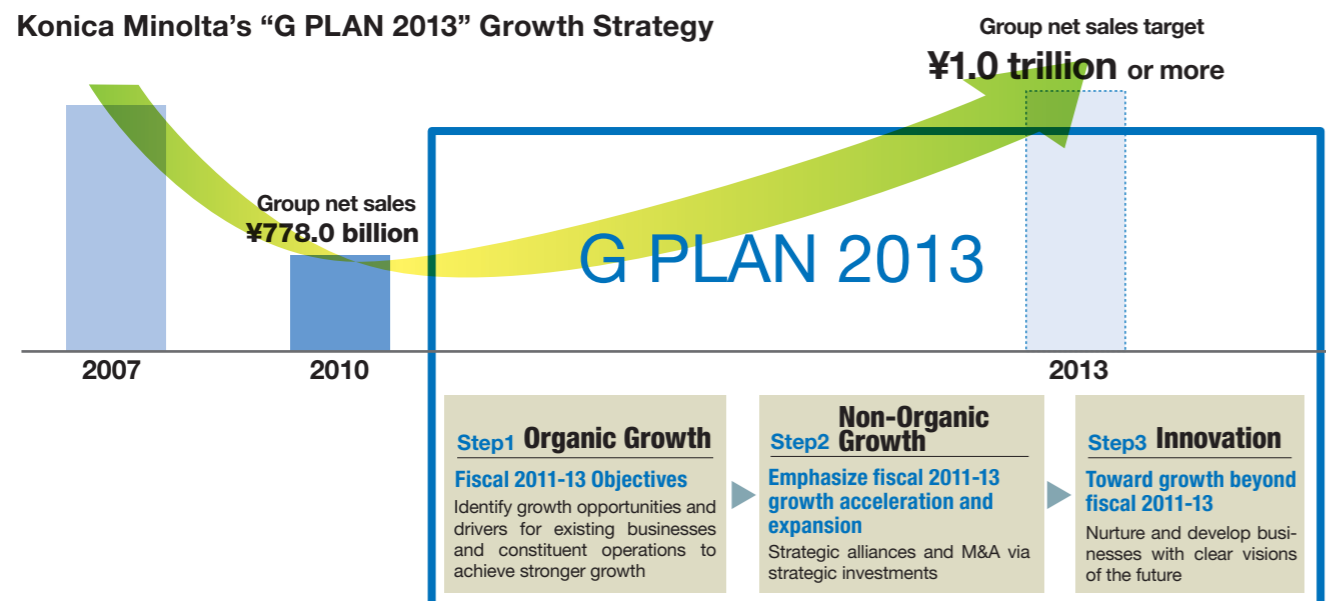 Konica Minolta’s “G PLAN 2013” Growth Strategy
Group net sales target
¥1.0 trillion or more
Group net sales
¥778.0 billion
G PLAN 2013
2007
2010
2013
Step1 Organic Growth
Fiscal 2011-13 Objectives
Identify growth opportunities and
drivers for existing businesses
and constituent operations to
achieve stronger growth
Non-Organic
Step2 Growth
Emphasize fiscal 2011-13
growth acceleration and
expansion
Strategic alliances and M&A via
strategic investments
Step3 Innovation
Toward growth beyond
fiscal 2011-13
Nurture and develop busi-
nesses with clear visions
of the future